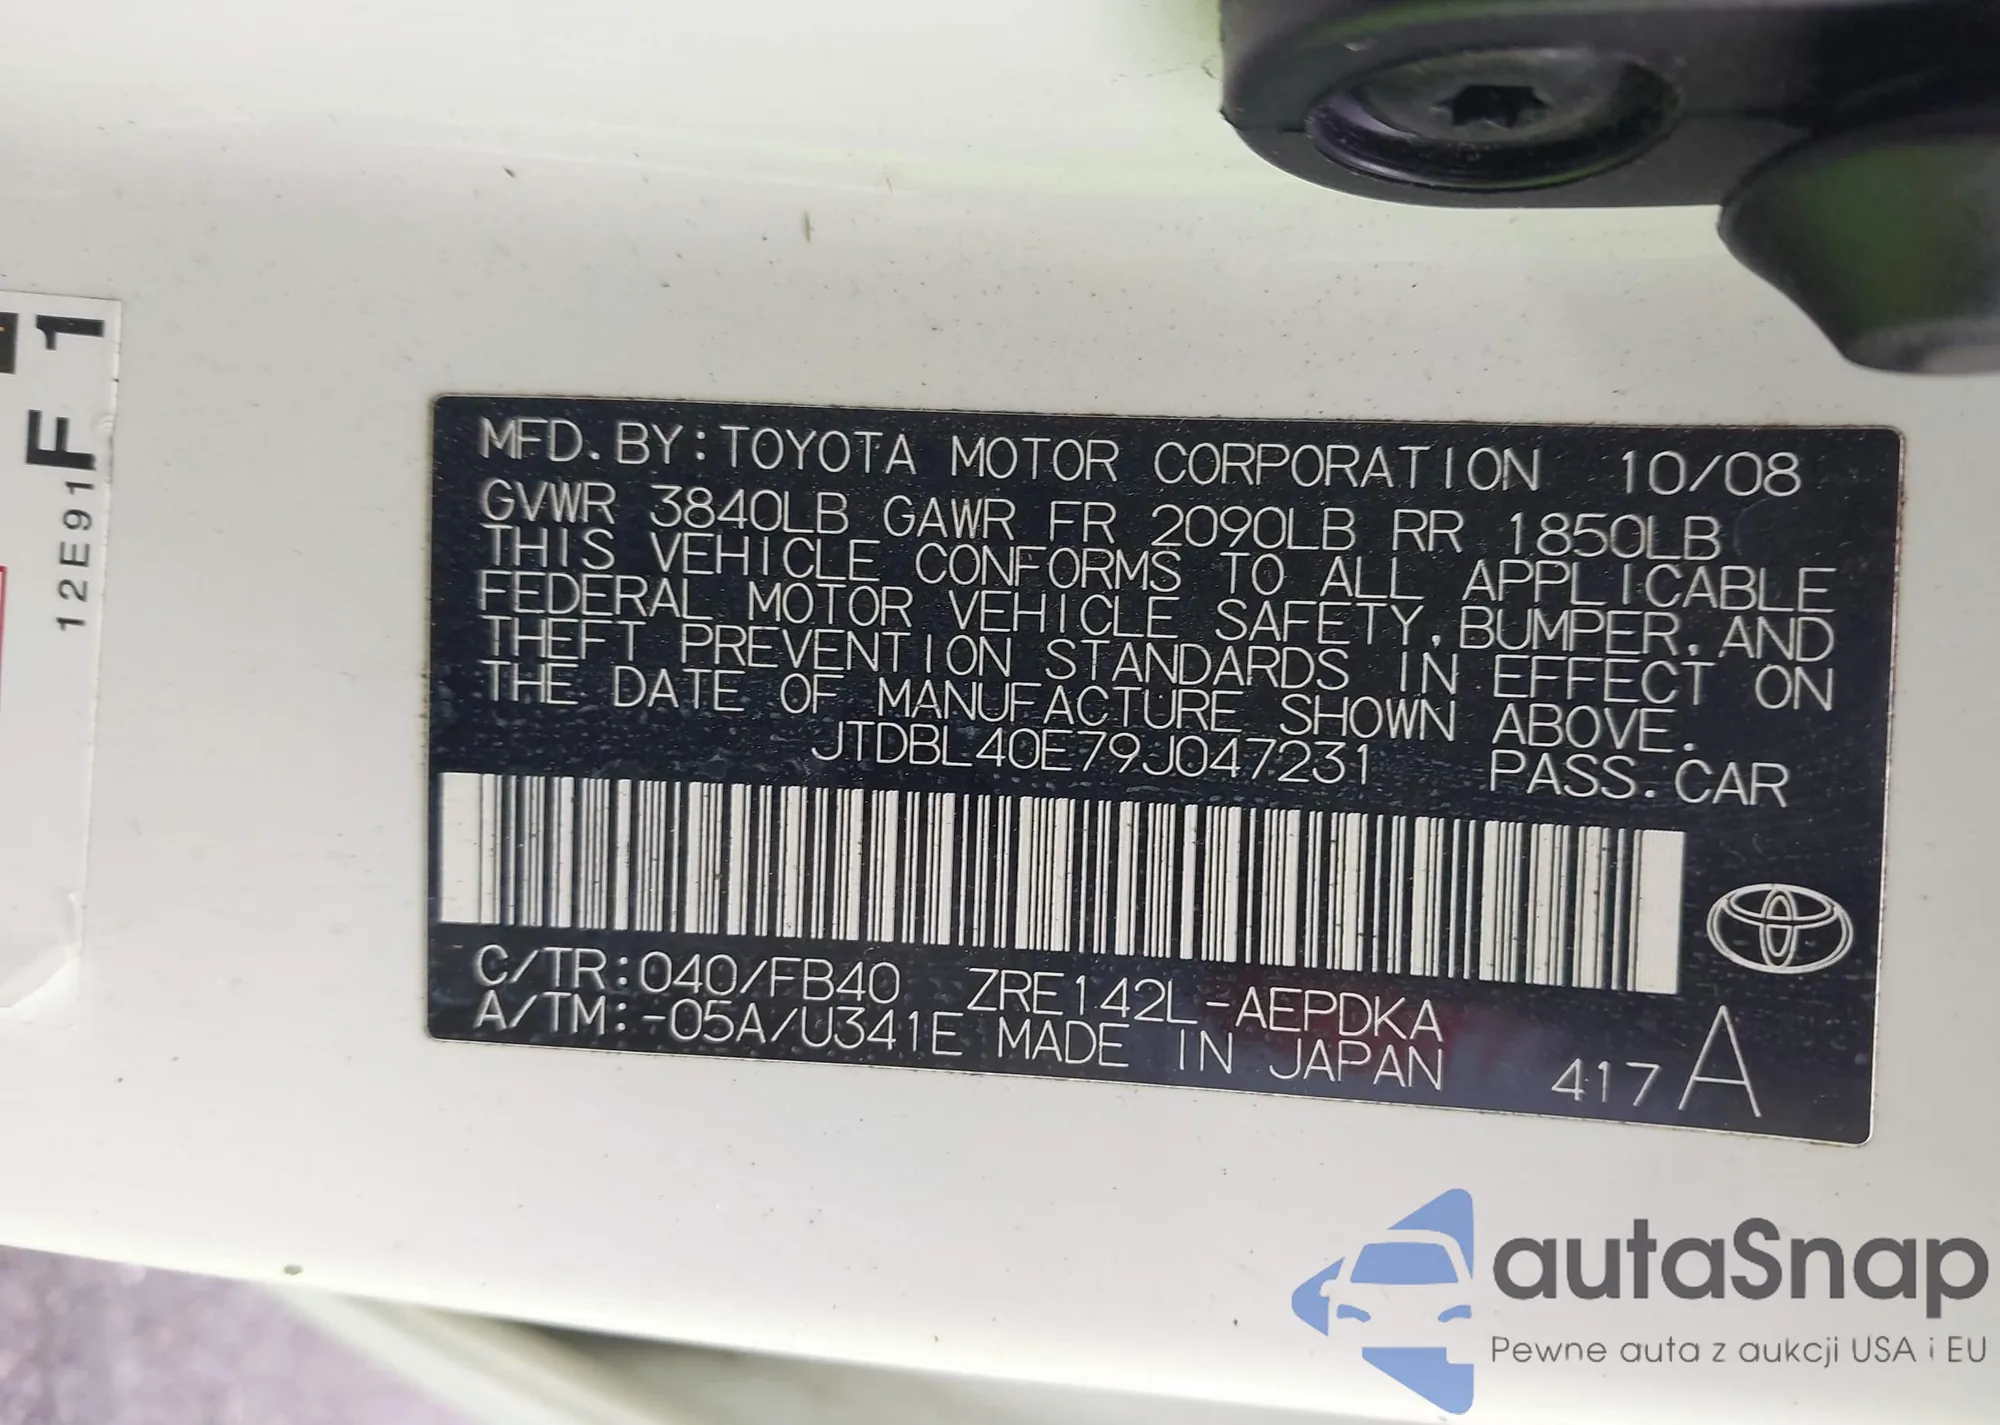 F 1
12E91
MFD. BY: TOYOTA MOTOR CORPORATION 10/08
GVWR 3840LB GAWR FR 2090LB RR 1850LB
THIS VEHICLE CONFORMS TO ALL APPLICABLE
FEDERAL MOTOR VEHICLE SAFETY, BUMPER, AND
THEFT PREVENTION STANDARDS IN EFFECT ON
THE DATE OF MANUFACTURE SHOWN ABOVE.
JTDBL40E79J047231 PASS. CAR
C/TR: 040/FB40 ZRE142L-AEPDKA
A/TM: -05A/U341E MADE IN JAPAN 417 A
autaSnap
Pewne auta z aukcji USA i EU